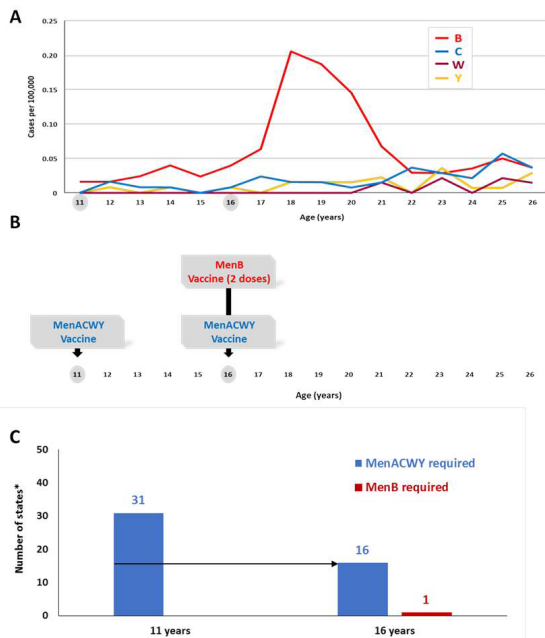 A
0.25
0.20
0.15
0.10
0.05
0
Cases per 100,000
B
C
W
Y
11 12 13 14 15 16 17 18 19 20 21 22 23 24 25 26
Age (years)
B
MenB
Vaccine (2 doses)
MenACWY
Vaccine
MenACWY
Vaccine
11 12 13 14 15 16 17 18 19 20 21 22 23 24 25 26
Age (years)
C
50
40
30
20
10
0
Number of states*
MenACWY required
MenB required
31
16
1
11 years
16 years